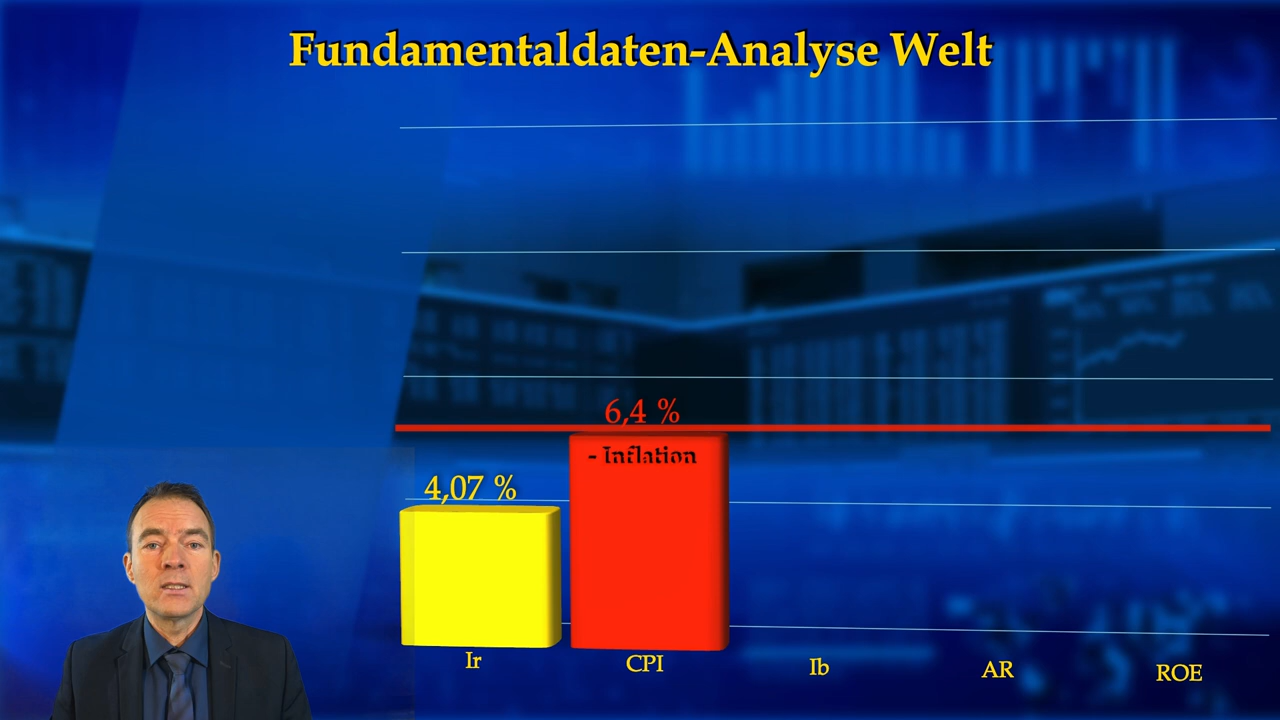 Fundamentaldaten-Analyse Welt
6,4 %
- Inflation
4,07 %
Ir
CPI
Ib
AR
ROE